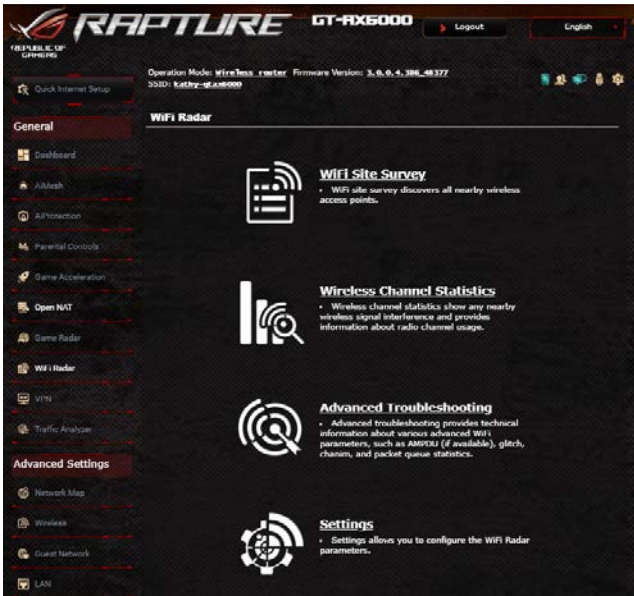 RAPTURE
GT-AX6000
Logout
English
REPUBLIC OF
GAMERS
Quick Internet Setup
Operation Mode: Wireless router Firmware Version: 3.0.0.4.386_48377
SSID: kathy-gtax6000
General
Dashboard
AiMesh
AiProtection
Parental Controls
Game Acceleration
Open NAT
Game Radar
WiFi Radar
VPN
Traffic Analyzer
Advanced Settings
Network Map
Wireless
Guest Network
LAN
WiFi Radar
WiFi Site Survey
• WiFi site survey discovers all nearby wireless
access points.
Wireless Channel Statistics
• Wireless channel statistics show any nearby
wireless signal interference and provides
information about radio channel usage.
Advanced Troubleshooting
• Advanced troubleshooting provides technical
information about various advanced WiFi
parameters, such as AMPDU (if available), glitch,
chanim, and packet queue statistics.
Settings
• Settings allows you to configure the WiFi Radar
parameters.